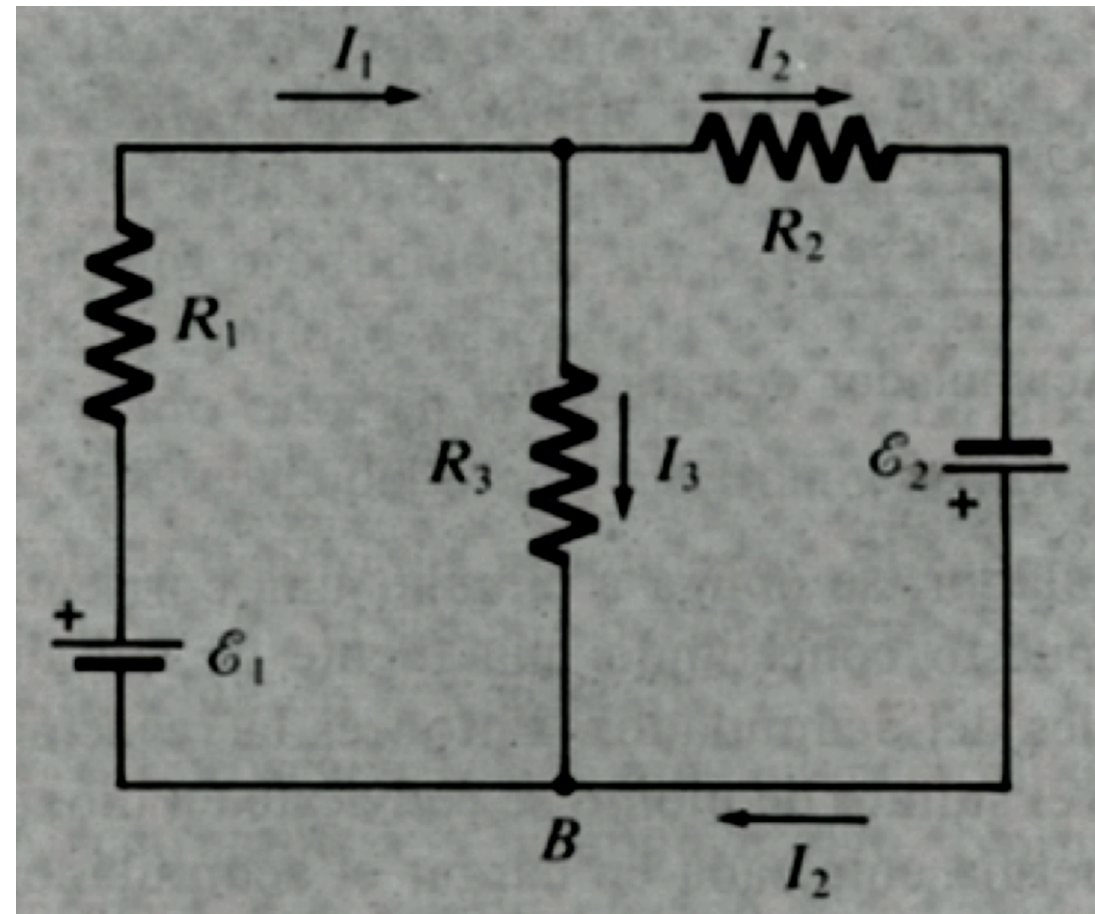 I₁
I₂
R₂
R₁
R₃
I₃
ℰ₂
+
+
ℰ₁
B
I₂